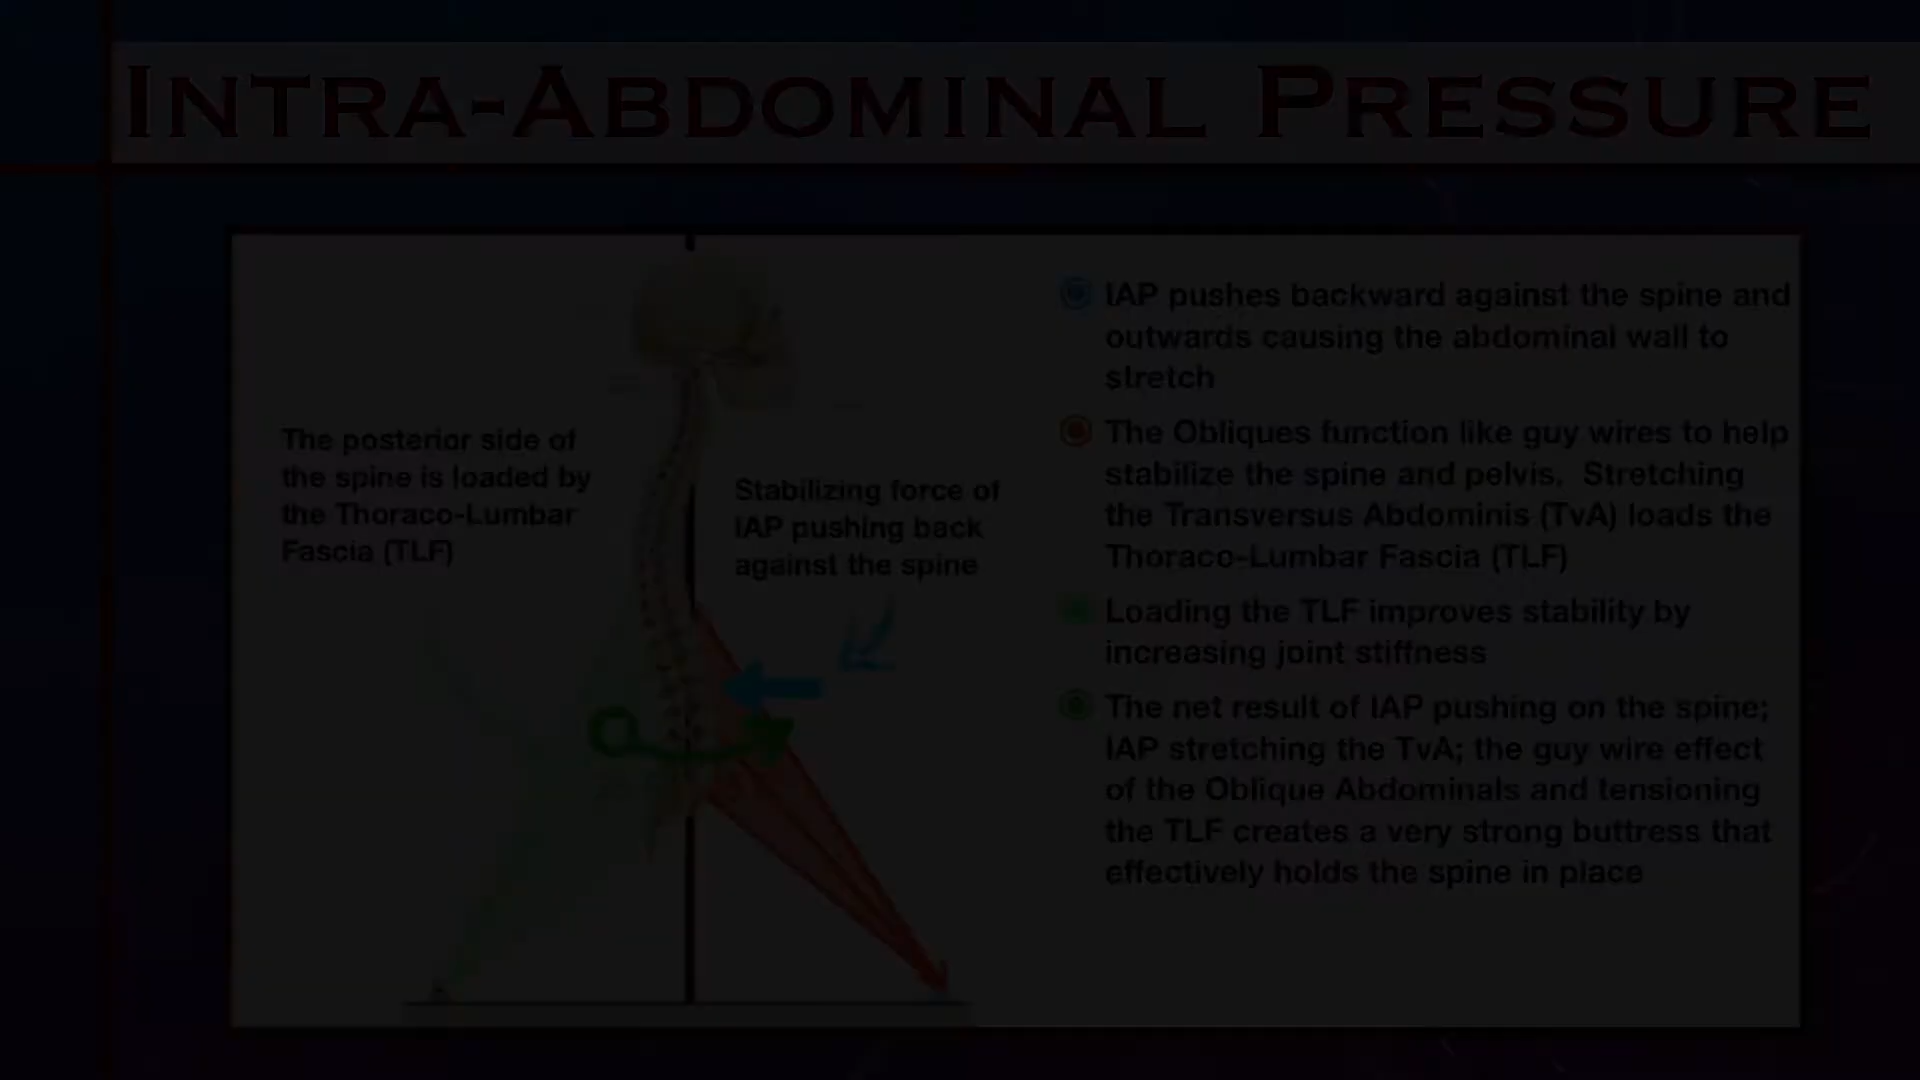 INTRA-ABDOMINAL PRESSURE
The posterior side of
the spine is loaded by
the Thoraco-Lumbar
Fascia (TLF)
Stabilizing force of
IAP pushing back
against the spine
IAP pushes backward against the spine and
outwards causing the abdominal wall to
stretch
The Obliques function like guy wires to help
stabilize the spine and pelvis. Stretching
the Transversus Abdominis (TvA) loads the
Thoraco-Lumbar Fascia (TLF)
Loading the TLF improves stability by
increasing joint stiffness
The net result of IAP pushing on the spine;
IAP stretching the TvA; the guy wire effect
of the Oblique Abdominals and tensioning
the TLF creates a very strong buttress that
effectively holds the spine in place